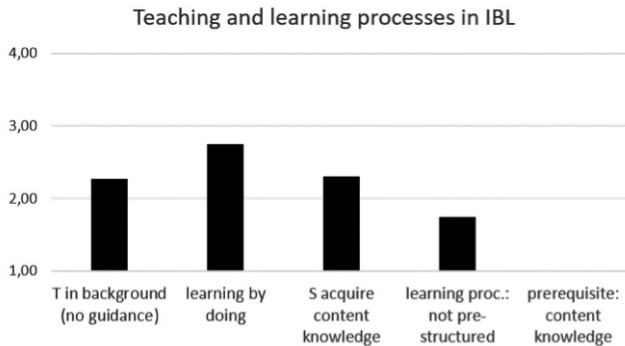 Teaching and learning processes in IBL
4,00
3,00
2,00
1,00
T in background
(no guidance)
learning by
doing
S acquire
content
knowledge
learning proc.:
not pre-
structured
prerequisite:
content
knowledge